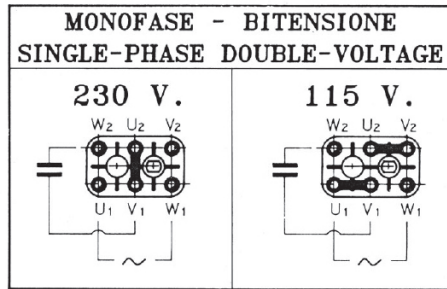 MONOFASE - BITENSIONE
SINGLE-PHASE DOUBLE-VOLTAGE
230 V.
W2 U2 V2
U1 V1 W1
115 V.
W2 U2 V2
U1 V1 W1